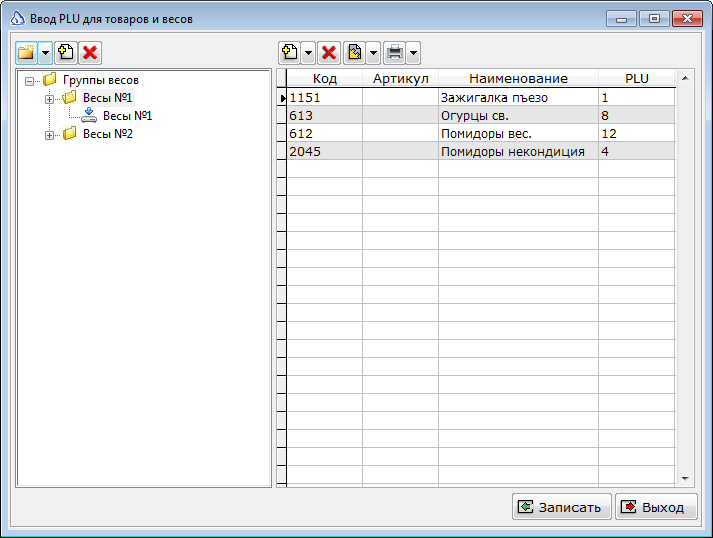 Ввод PLU для товаров и весов
Группы весов
Весы №1
Весы №1
Весы №2
Код Артикул Наименование PLU
1151 Зажигалка пъезо 1
613 Огурцы св. 8
612 Помидоры вес. 12
2045 Помидоры некондиция 4
Записать Выход